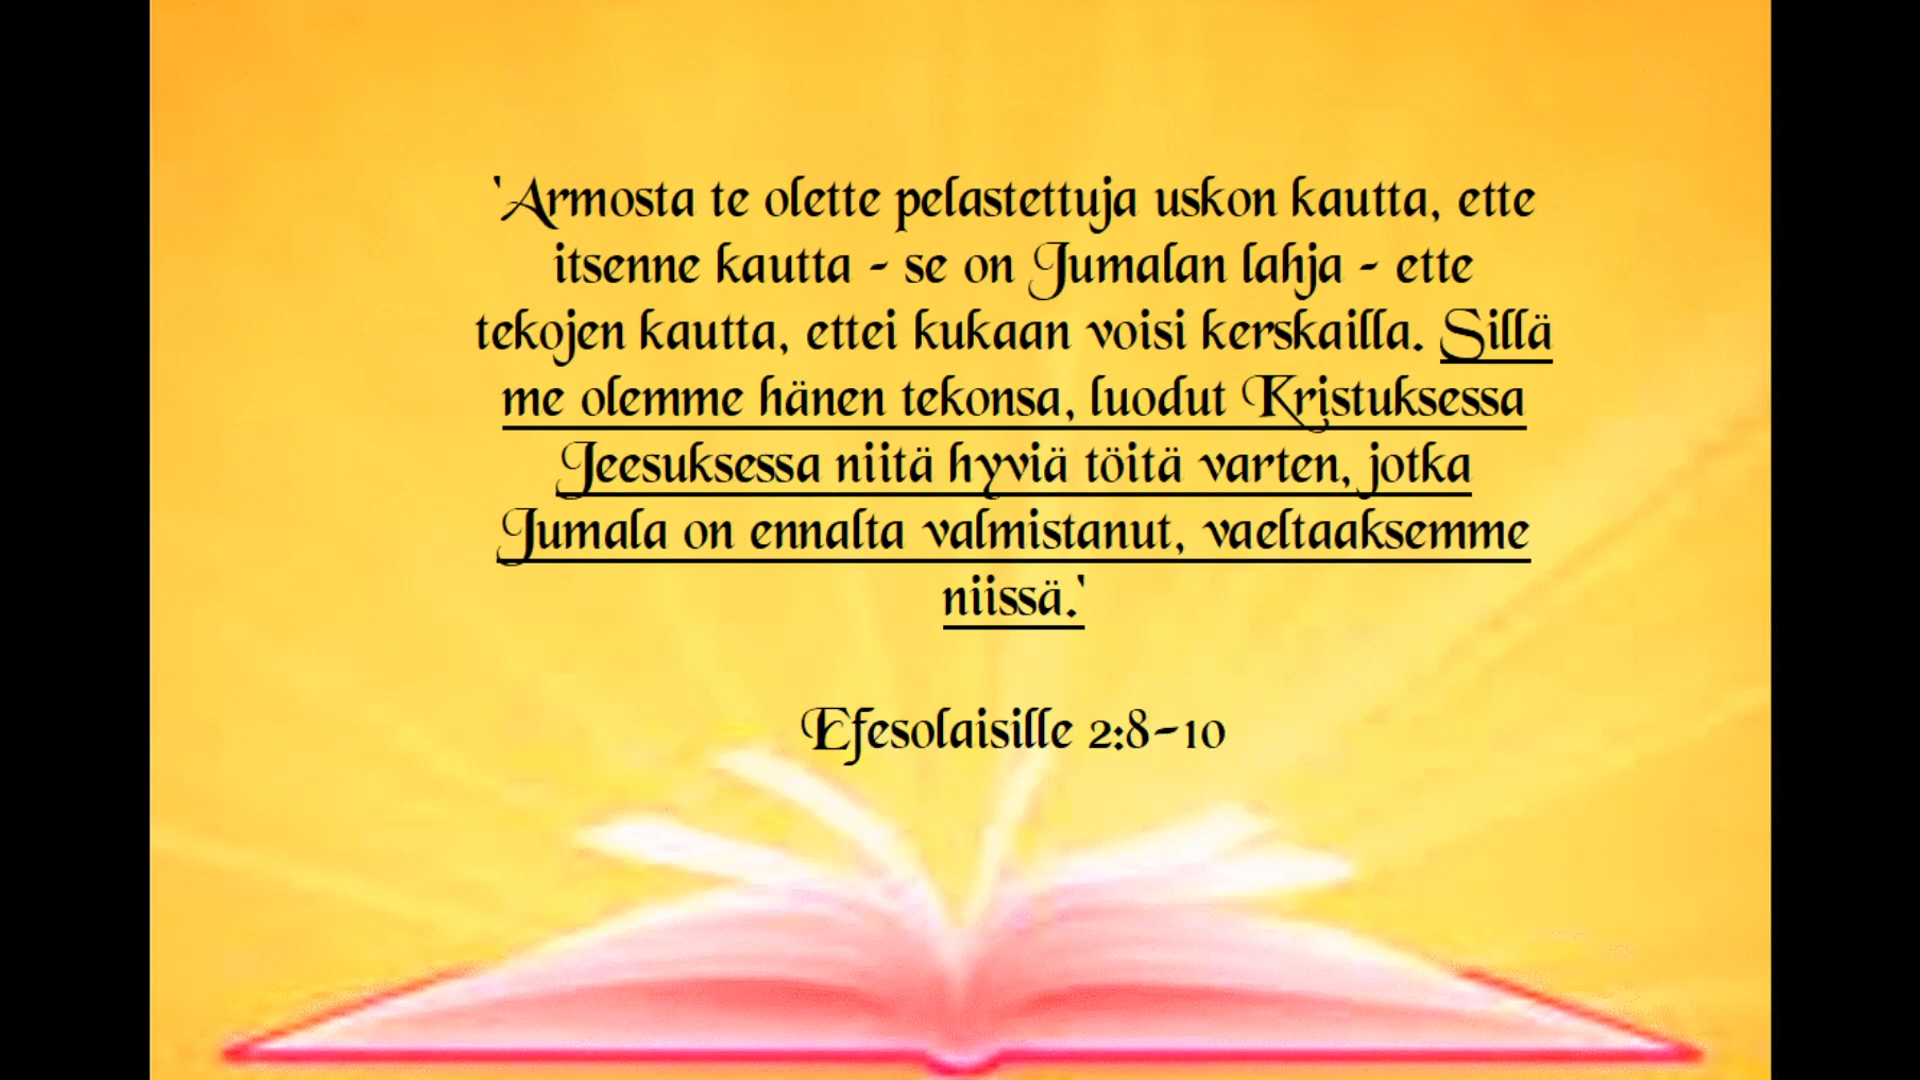 'Armosta te olette pelastettuja uskon kautta, ette
itsenne kautta - se on Jumalan lahja - ette
tekojen kautta, ettei kukaan voisi kerskailla. Sillä
me olemme hänen tekonsa, luodut Kristuksessa
Jeesuksessa niitä hyviä töitä varten, jotka
Jumala on ennalta valmistanut, vaeltaaksemme
niissä.'
Efesolaisille 2:8-10